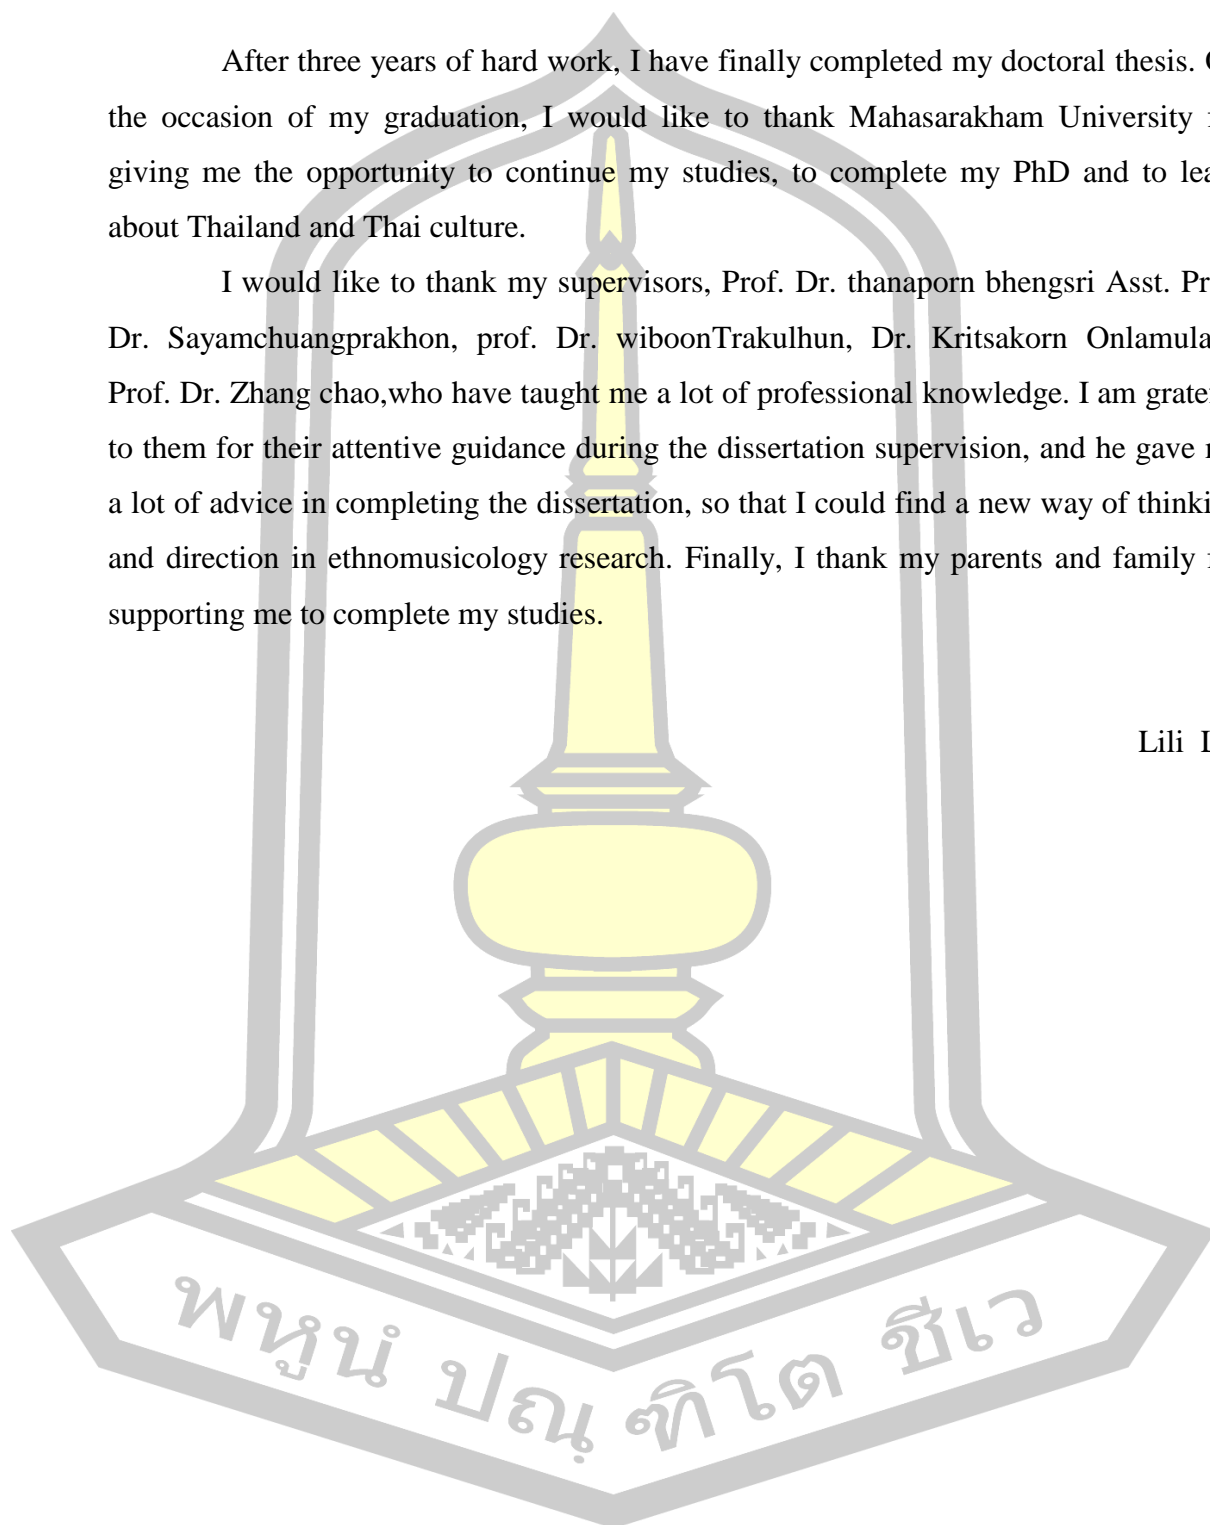 After three years of hard work, I have finally completed my doctoral thesis.
the occasion of my graduation, I would like to thank Mahasarakham University
giving me the opportunity to continue my studies, to complete my PhD and to
about Thailand and Thai culture.
I would like to thank my supervisors, Prof. Dr. thanaporn bhengsri Asst.
Dr. Sayamchuangprakhon, prof. Dr. wiboonTrakulhun, Dr. Kritsakorn
Prof. Dr. Zhang chao,who have taught me a lot of professional knowledge. I am
to them for their attentive guidance during the dissertation supervision, and he gave
a lot of advice in completing the dissertation, so that I could find a new way of
and direction in ethnomusicology research. Finally, I thank my parents and family
supporting me to complete my studies.
Lili
พหูนํ ปณฺฑิโต ชีเว